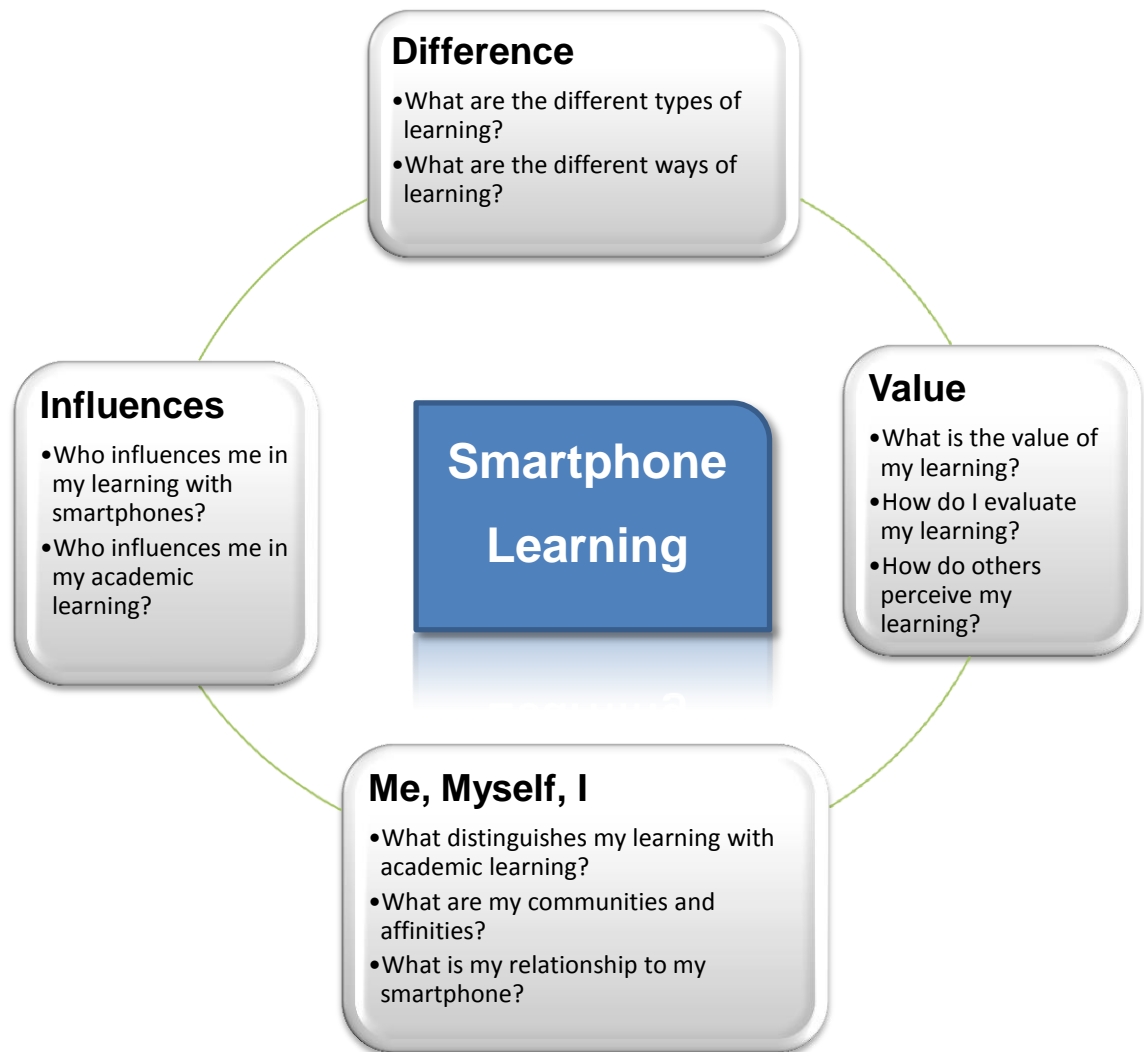 Difference
•What are the different types of
learning?
•What are the different ways of
learning?
Influences
•Who influences me in
my learning with
smartphones?
•Who influences me in
my academic
learning?
Smartphone
Learning
Value
•What is the value of
my learning?
•How do I evaluate
my learning?
•How do others
perceive my
learning?
Me, Myself, I
•What distinguishes my learning with
academic learning?
•What are my communities and
affinities?
•What is my relationship to my
smartphone?